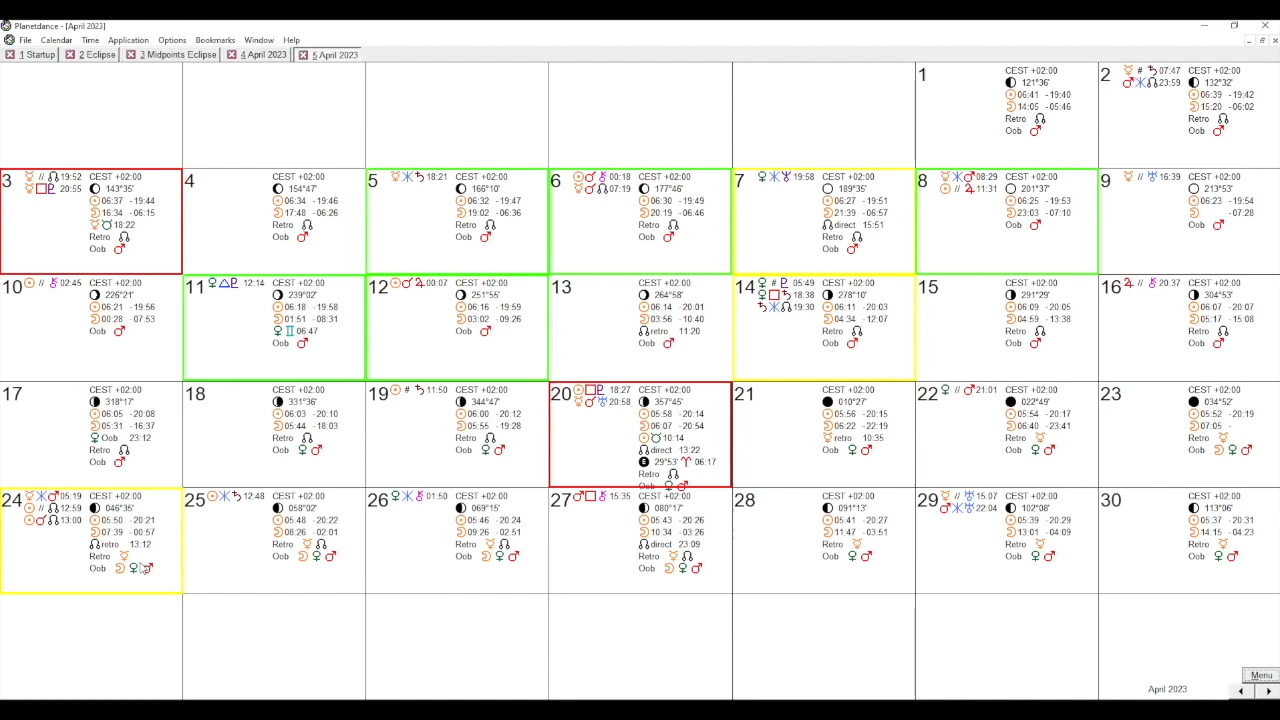 Planetdance - [April 2023]
File Calendar Time Application Options Bookmarks Window Help
1 Startup 2 Eclipse 3 Midpoints Eclipse 4 April 2023 5 April 2023
1
CEST +02:00
◐ 121°36'
☉ 06:41 -19:40
☽ 14:05 -05:46
Retro ☊
Oob ♂
2
☿ # ♄ 07:47
♂ ⚹ ☊ 23:59
CEST +02:00
◐ 132°32'
☉ 06:39 -19:42
☽ 15:20 -06:02
Retro ☊
Oob ♂
3
☿ // ☊ 19:52
☿ □ ♇ 20:55
CEST +02:00
143°35'
☉ 06:37 -19:44
☽ 16:34 -06:15
☿ ♉ 18:22
Retro ☊
Oob ♂
4
CEST +02:00
154°47'
☉ 06:34 -19:46
☽ 17:48 -06:26
Retro ☊
Oob ♂
5
☿ ⚹ ♄ 18:21
CEST +02:00
166°10'
☉ 06:32 -19:47
☽ 19:02 -06:36
Retro ☊
Oob ♂
6
☉ ☌ ⚷ 00:18
☿ ☌ ☊ 07:19
CEST +02:00
177°46'
☉ 06:30 -19:49
☽ 20:19 -06:46
Retro ☊
Oob ♂
7
♀ ⚹ ♅ 19:58
CEST +02:00
189°35'
☉ 06:27 -19:51
☽ 21:39 -06:57
☊ direct 15:51
Retro ☊
Oob ♂
8
☿ ⚹ ♂ 08:29
☉ // ♃ 11:31
CEST +02:00
201°37'
☉ 06:25 -19:53
☽ 23:03 -07:10
Oob ♂
9
☿ // ♅ 16:39
CEST +02:00
213°53'
☉ 06:23 -19:54
☽ -07:28
Oob ♂
10
☉ // ⚷ 02:45
CEST +02:00
226°21'
☉ 06:21 -19:56
☽ 00:28 -07:53
Oob ♂
11
♀ △ ♇ 12:14
CEST +02:00
239°02'
☉ 06:18 -19:58
☽ 01:51 -08:31
♀ ♊ 06:47
Oob ♂
12
☉ ☌ ♃ 00:07
CEST +02:00
251°55'
☉ 06:16 -19:59
☽ 03:02 -09:26
Oob ♂
13
CEST +02:00
264°58'
☉ 06:14 -20:01
☽ 03:56 -10:40
☊ retro 11:20
Oob ♂
14
♀ # ♇ 05:49
♀ □ ♄ 18:38
♄ ⚹ ☊ 19:30
CEST +02:00
278°10'
☉ 06:11 -20:03
☽ 04:34 -12:07
Retro ☊
Oob ♂
15
CEST +02:00
291°29'
☉ 06:09 -20:05
☽ 04:59 -13:38
Retro ☊
Oob ♂
16
♃ // ⚷ 20:37
CEST +02:00
304°53'
☉ 06:07 -20:07
☽ 05:17 -15:08
Retro ☊
Oob ♂
17
CEST +02:00
318°17'
☉ 06:05 -20:08
☽ 05:31 -16:37
♀ Oob 23:12
Retro ☊
Oob ♂
18
CEST +02:00
331°36'
☉ 06:03 -20:10
☽ 05:44 -18:03
Retro ☊
Oob ♀ ♂
19
☉ # ♄ 11:50
CEST +02:00
344°47'
☉ 06:00 -20:12
☽ 05:55 -19:28
Retro ☊
Oob ♀ ♂
20
☉ □ ♇ 18:27
☿ ☌ ♅ 20:58
CEST +02:00
357°45'
☉ 05:58 -20:14
☽ 06:07 -20:54
☉ ♉ 10:14
☊ direct 13:22
E 29°53' ♈ 06:17
Retro ☊
Oob ♀ ♂
21
CEST +02:00
010°27'
☉ 05:56 -20:15
☽ 06:22 -22:19
☿ retro 10:35
Oob ♀ ♂
22
♀ // ♂ 21:01
CEST +02:00
022°49'
☉ 05:54 -20:17
☽ 06:40 -23:41
Retro ☿
Oob ♀ ♂
23
CEST +02:00
034°52'
☉ 05:52 -20:19
☽ 07:05 -
Retro ☿
Oob ☽ ♀ ♂
24
☿ ⚹ ♂ 05:19
☉ // ☊ 12:59
☉ ☌ ☊ 13:00
CEST +02:00
046°35'
☉ 05:50 -20:21
☽ 07:39 -00:57
☊ retro 13:12
Retro ☿
Oob ☽ ♀ ♂
25
☉ ⚹ ♄ 12:48
CEST +02:00
058°02'
☉ 05:48 -20:22
☽ 08:26 -02:01
Retro ☿ ☊
Oob ☽ ♀ ♂
26
♀ ⚹ ⚷ 01:50
CEST +02:00
069°15'
☉ 05:46 -20:24
☽ 09:26 -02:51
Retro ☿ ☊
Oob ☽ ♀ ♂
27
♂ □ ⚷ 15:35
CEST +02:00
080°17'
☉ 05:43 -20:26
☽ 10:34 -03:26
☊ direct 23:09
Retro ☿ ☊
Oob ☽ ♀ ♂
28
CEST +02:00
091°13'
☉ 05:41 -20:27
☽ 11:47 -03:51
Retro ☿
Oob ♀ ♂
29
☿ // ♅ 15:07
♂ ⚹ ♅ 22:04
CEST +02:00
102°08'
☉ 05:39 -20:29
☽ 13:01 -04:09
Retro ☿
Oob ♀ ♂
30
CEST +02:00
113°06'
☉ 05:37 -20:31
☽ 14:15 -04:23
Retro ☿
Oob ♀ ♂
Menu
April 2023